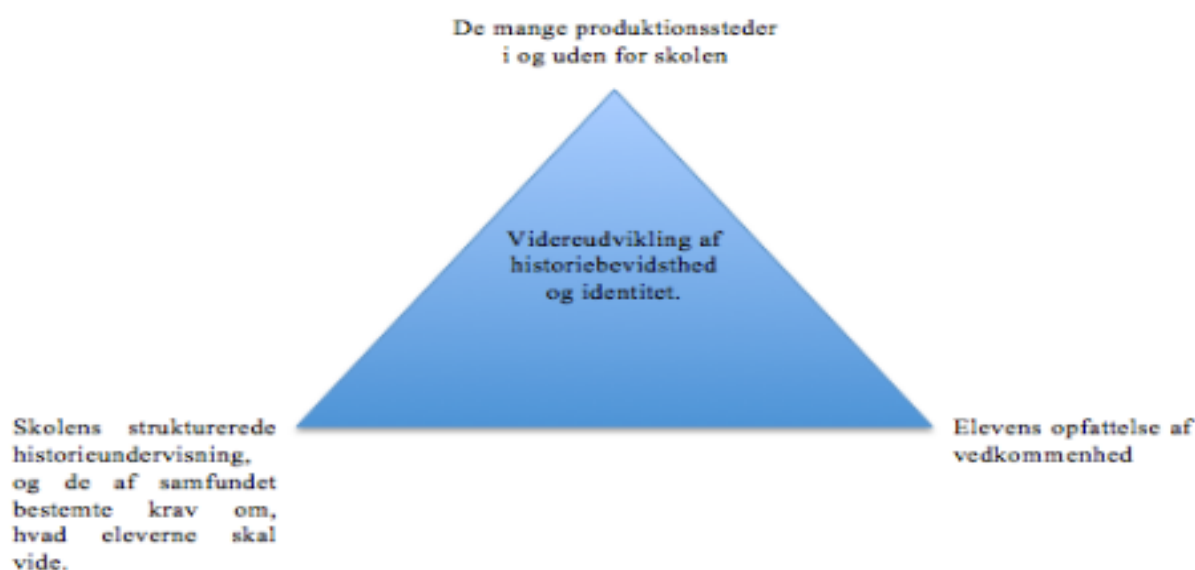 De mange produktionssteder
i og uden for skolen
Videreudvikling af
historiebevidsthed
og identitet.
Skolens strukturerede
historieundervisning,
og de af samfundet
bestemte krav om,
hvad eleverne skal
vide.
Elevens opfattelse af
vedkommenhed